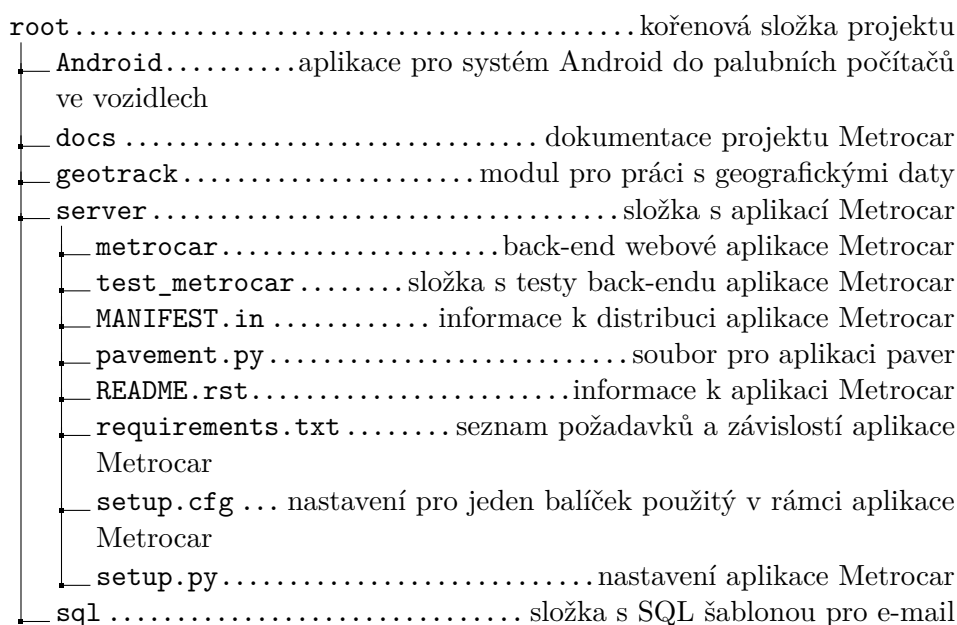 root.......................................kořenová složka projektu
Android..........aplikace pro systém Android do palubních počítačů
ve vozidlech
docs ............................. dokumentace projektu Metrocar
geotrack.....................modul pro práci s geografickými daty
server.................................složka s aplikací Metrocar
metrocar....................back-end webové aplikace Metrocar
test_metrocar........složka s testy back-endu aplikace Metrocar
MANIFEST.in ............ informace k distribuci aplikace Metrocar
pavement.py.........................soubor pro aplikaci paver
README.rst.......................informace k aplikaci Metrocar
requirements.txt........seznam požadavků a závislostí aplikace
Metrocar
setup.cfg ... nastavení pro jeden balíček použitý v rámci aplikace
Metrocar
setup.py...........................nastavení aplikace Metrocar
sql ............................. složka s SQL šablonou pro e-mail